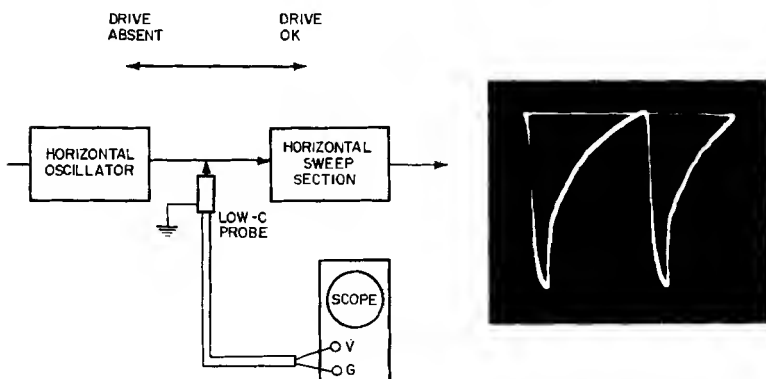 DRIVE
ABSENT
DRIVE
OK
HORIZONTAL
OSCILLATOR
HORIZONTAL
SWEEP
SECTION
LOW-C
PROBE
SCOPE
V
G